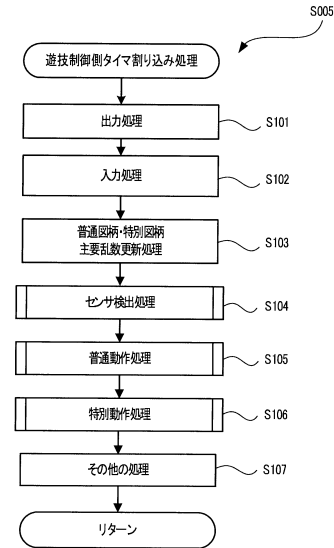 S005
遊技制御側タイマ割り込み処理
出力処理
S101
入力処理
S102
普通図柄・特別図柄
主要乱数更新処理
S103
センサ検出処理
S104
普通動作処理
S105
特別動作処理
S106
その他の処理
S107
リターン